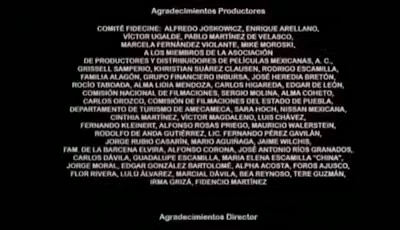 Agradecimientos Productores
COMITÉ FIDECINE: ALFREDO JOSKOWICZ, ENRIQUE ARELLANO,
VÍCTOR UGALDE, PABLO MARTÍNEZ DE VELASCO,
MARCELA FERNÁNDEZ VIOLANTE, MIKE MOROSKI,
A LOS MIEMBROS DE LA ASOCIACIÓN
DE PRODUCTORES Y DISTRIBUIDORES DE PELÍCULAS MEXICANAS, A. C.,
GRISSELL SAMPERIO, KHRISTIAN SUÁREZ CLAUSEN, RODRIGO ESCAMILLA,
FAMILIA ALAGÓN, GRUPO FINANCIERO INBURSA, JOSÉ HEREDIA BRETÓN,
ROCÍO TABOADA, ALMA LIDIA MENDOZA, CARLOS HIGAREDA, EDGAR DE LEÓN,
COMISIÓN NACIONAL DE FILMACIONES, SERGIO MOLINA, ALMA COHETO,
CARLOS OROZCO, COMISIÓN DE FILMACIONES DEL ESTADO DE PUEBLA,
DEPARTAMENTO DE TURISMO DE AMECAMECA, SARA HOCH, NISSAN MEXICANA,
CINTHIA MARTÍNEZ, VÍCTOR MAGDALENO, LUIS CHÁVEZ,
FERNANDO KLEINERT, ALFONSO ROSAS PRIEGO, MAURICIO WALERSTEIN,
RODOLFO DE ANDA GUTIÉRREZ, LIC. FERNANDO PÉREZ GAVILÁN,
JORGE RUBIO CASARÍN, MARIO AGUIÑAGA, JAIME WILCHIS,
FAM. DE LA BARCENA ELVIRA, ALFONSO CORONA, JOSÉ ANTONIO RÍOS GRANADOS,
CARLOS DÁVILA, GUADALUPE ESCAMILLA, MARIA ELENA ESCAMILLA "CHINA",
JORGE MORAL, EDGAR GONZÁLEZ BARTOLOMÉ, ALPHA ACOSTA, FOROS AJUSCO,
FLOR RIVERA, LULÚ ÁLVAREZ, MARCIAL DÁVILA, BEA REYNOSO, TERE GUZMÁN,
IRMA GRIZÁ, FIDENCIO MARTÍNEZ
Agradecimientos Director